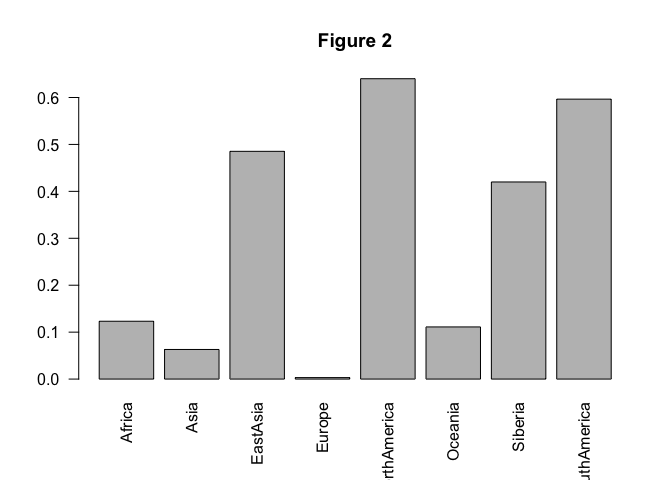 Figure 2
0.6
0.5
0.4
0.3
0.2
0.1
0.0
Africa
Asia
EastAsia
Europe
rthAmerica
Oceania
Siberia
uthAmerica